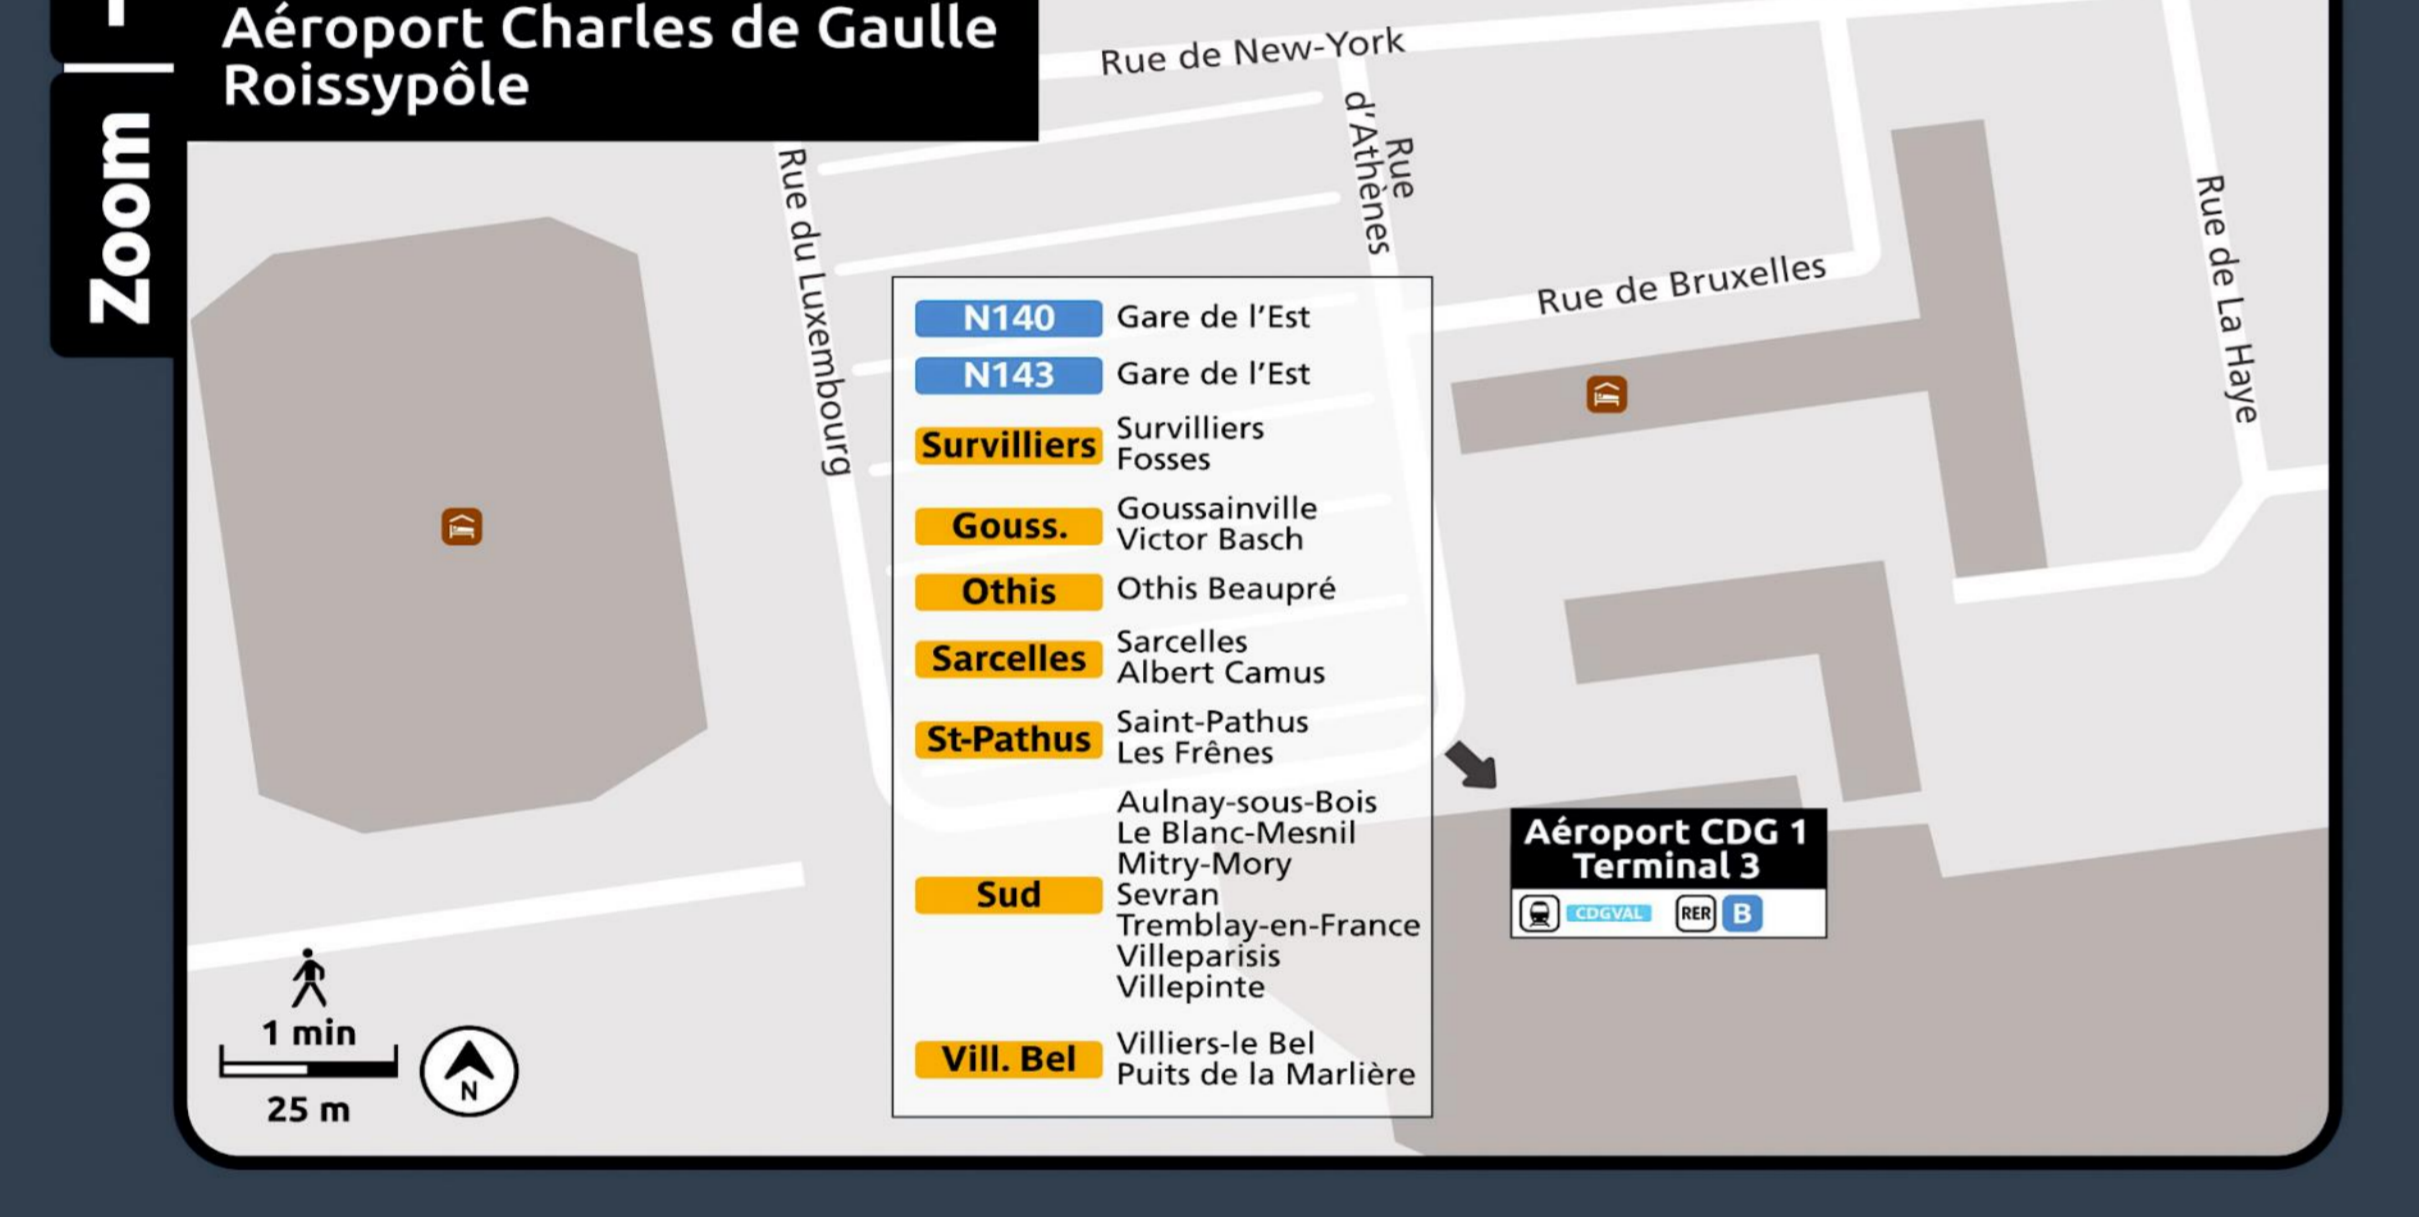 Aéroport Charles de Gaulle
Roissypôle
Zoom
Rue de New-York
Rue
d'Athènes
Rue du Luxembourg
Rue de Bruxelles
Rue de La Haye
N140 Gare de l'Est
N143 Gare de l'Est
Survilliers Survilliers
Fosses
Gouss. Goussainville
Victor Basch
Othis Othis Beaupré
Sarcelles Sarcelles
Albert Camus
St-Pathus Saint-Pathus
Les Frênes
Sud Aulnay-sous-Bois
Le Blanc-Mesnil
Mitry-Mory
Sevran
Tremblay-en-France
Villeparisis
Villepinte
Vill. Bel Villiers-le Bel
Puits de la Marlière
Aéroport CDG 1
Terminal 3
CDGVAL RER B
1 min
25 m
N